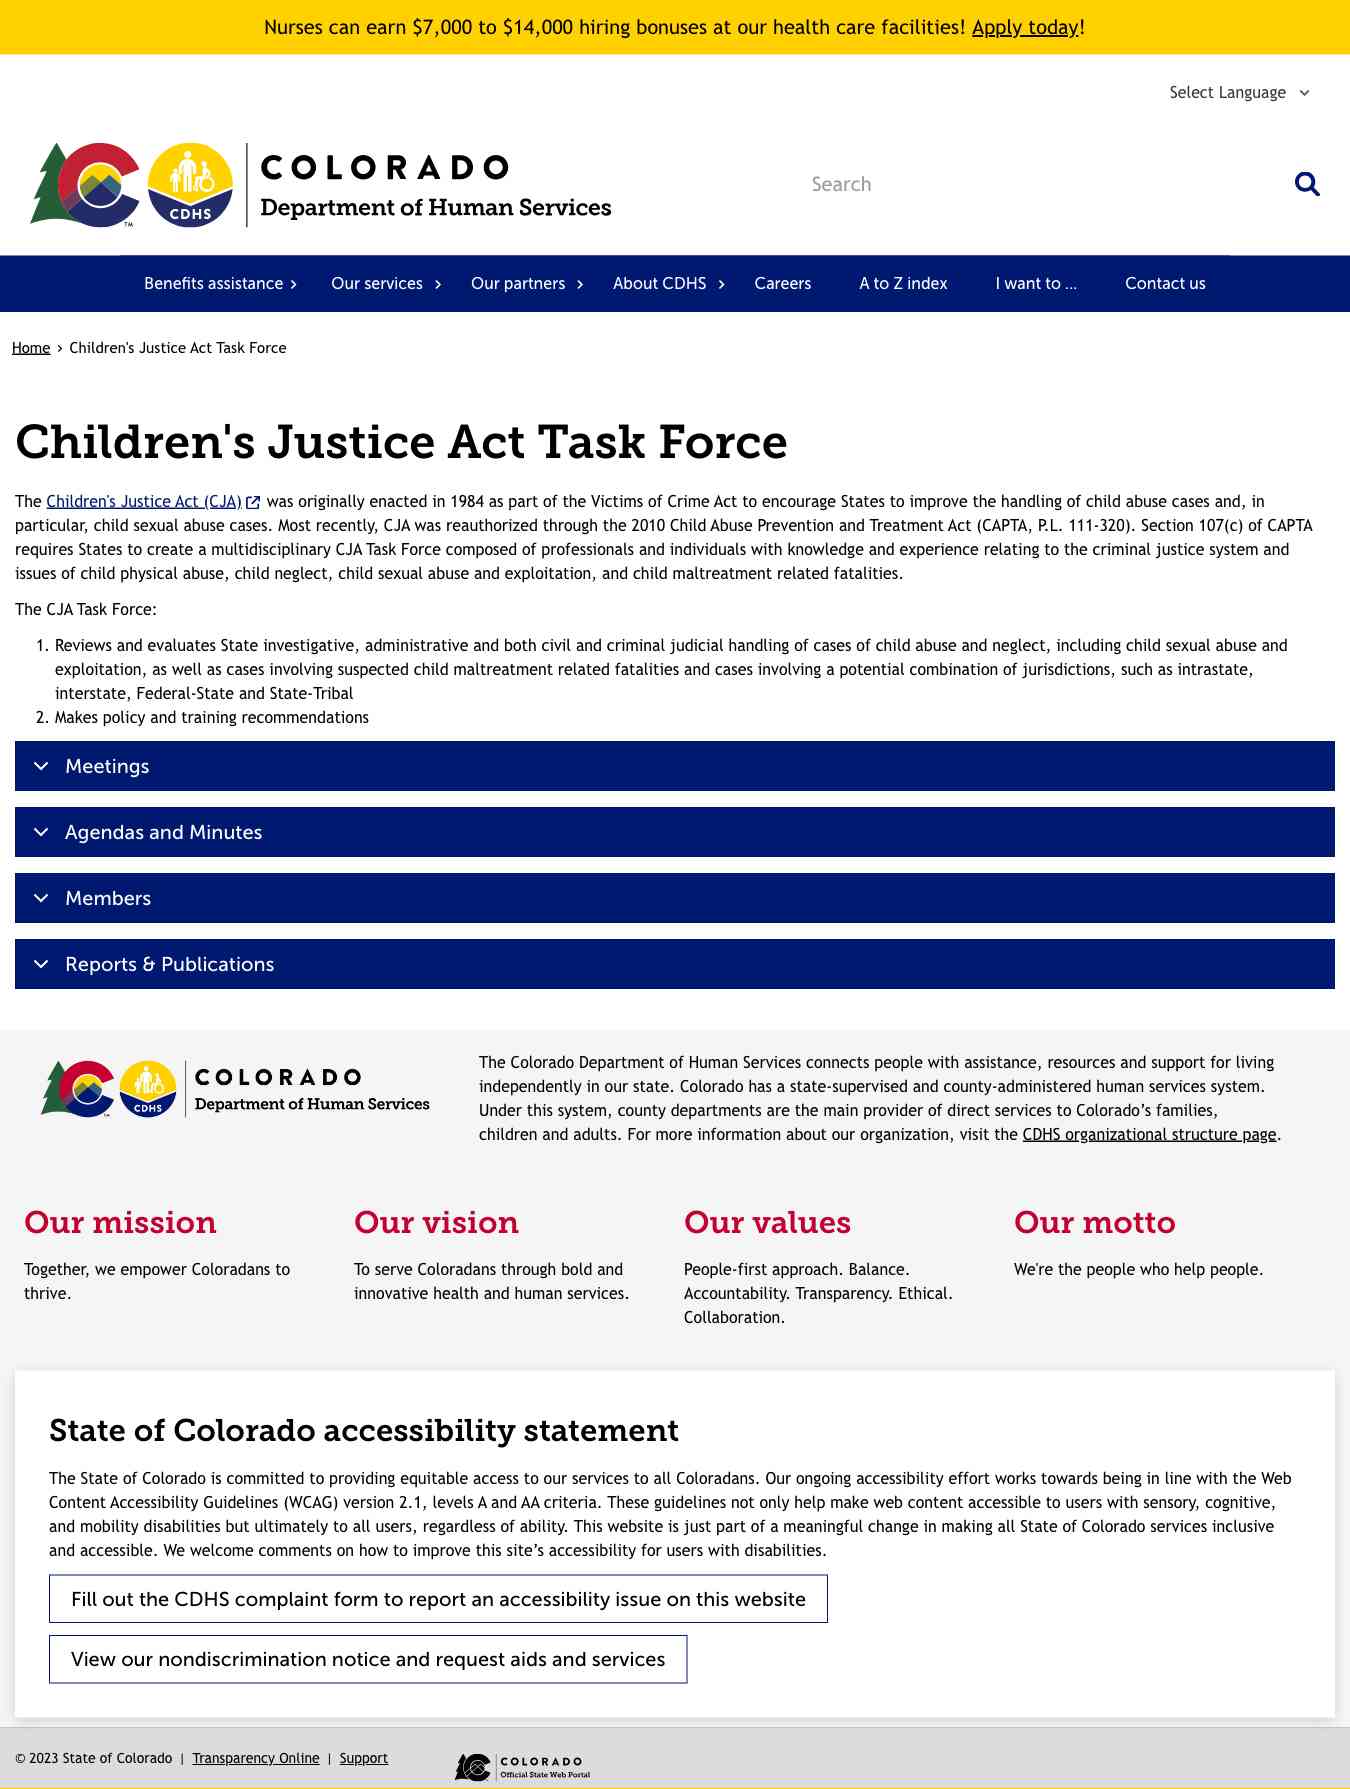 Nurses can earn $7,000 to $14,000 hiring bonuses at our health care facilities! Apply today!
Select Language
CDHS
TM
COLORADO
Department of Human Services
Search
Benefits assistance
Our services
Our partners
About CDHS
Careers
A to Z index
I want to ...
Contact us
Home › Children's Justice Act Task Force
Children's Justice Act Task Force
The Children's Justice Act (CJA) was originally enacted in 1984 as part of the Victims of Crime Act to encourage States to improve the handling of child abuse cases and, in
particular, child sexual abuse cases. Most recently, CJA was reauthorized through the 2010 Child Abuse Prevention and Treatment Act (CAPTA, P.L. 111-320). Section 107(c) of CAPTA
requires States to create a multidisciplinary CJA Task Force composed of professionals and individuals with knowledge and experience relating to the criminal justice system and
issues of child physical abuse, child neglect, child sexual abuse and exploitation, and child maltreatment related fatalities.
The CJA Task Force:
1. Reviews and evaluates State investigative, administrative and both civil and criminal judicial handling of cases of child abuse and neglect, including child sexual abuse and
exploitation, as well as cases involving suspected child maltreatment related fatalities and cases involving a potential combination of jurisdictions, such as intrastate,
interstate, Federal-State and State-Tribal
2. Makes policy and training recommendations
Meetings
Agendas and Minutes
Members
Reports & Publications
CDHS
COLORADO
Department of Human Services
The Colorado Department of Human Services connects people with assistance, resources and support for living
independently in our state. Colorado has a state-supervised and county-administered human services system.
Under this system, county departments are the main provider of direct services to Colorado’s families,
children and adults. For more information about our organization, visit the CDHS organizational structure page.
Our mission
Together, we empower Coloradans to
thrive.
Our vision
To serve Coloradans through bold and
innovative health and human services.
Our values
People-first approach. Balance.
Accountability. Transparency. Ethical.
Collaboration.
Our motto
We're the people who help people.
State of Colorado accessibility statement
The State of Colorado is committed to providing equitable access to our services to all Coloradans. Our ongoing accessibility effort works towards being in line with the Web
Content Accessibility Guidelines (WCAG) version 2.1, levels A and AA criteria. These guidelines not only help make web content accessible to users with sensory, cognitive,
and mobility disabilities but ultimately to all users, regardless of ability. This website is just part of a meaningful change in making all State of Colorado services inclusive
and accessible. We welcome comments on how to improve this site’s accessibility for users with disabilities.
Fill out the CDHS complaint form to report an accessibility issue on this website
View our nondiscrimination notice and request aids and services
© 2023 State of Colorado | Transparency Online | Support
COLORADO
Official State Web Portal